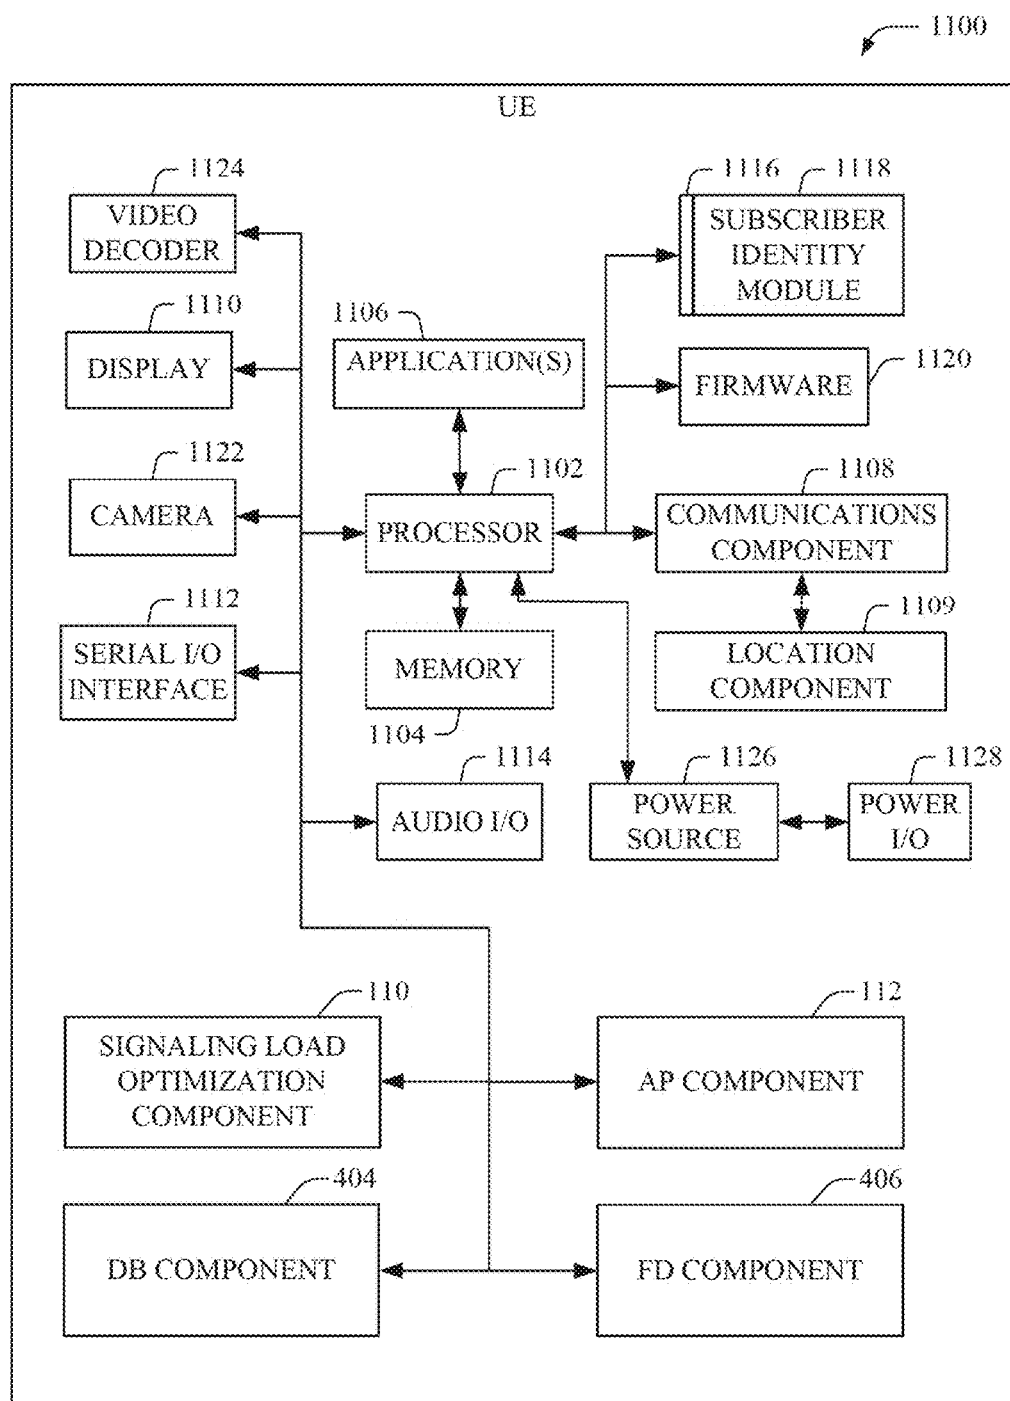 1100
UE
1124
VIDEO
DECODER
1116
1118
SUBSCRIBER
IDENTITY
MODULE
1110
DISPLAY
1106
APPLICATION(S)
1120
FIRMWARE
1122
CAMERA
1102
PROCESSOR
1108
COMMUNICATIONS
COMPONENT
1112
SERIAL I/O
INTERFACE
MEMORY
1104
1109
LOCATION
COMPONENT
1114
AUDIO I/O
1126
POWER
SOURCE
1128
POWER
I/O
110
SIGNALING LOAD
OPTIMIZATION
COMPONENT
112
AP COMPONENT
404
DB COMPONENT
406
FD COMPONENT